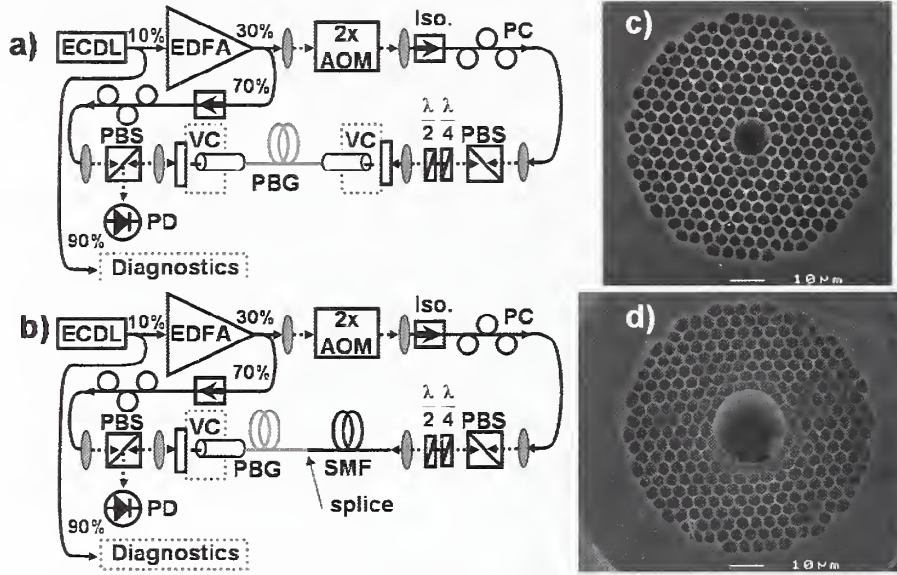 a)
ECDL 10% EDFA 30% 2x AOM Iso. PC
70%
PBS VC VC λ/2 λ/4 PBS
PBG
PD
90%
Diagnostics
b)
ECDL 10% EDFA 30% 2x AOM Iso. PC
70%
PBS VC λ/2 λ/4 PBS
PBG SMF
splice
PD
90%
Diagnostics
c)
10µm
d)
10µm